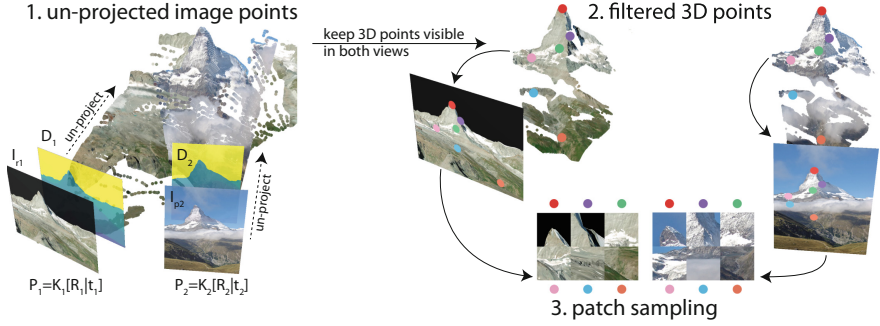 1. un-projected image points
keep 3D points visible
in both views
2. filtered 3D points
un-project
D1
D2
Ir1
Ip2
un-project
P1=K1[R1|t1]
P2=K2[R2|t2]
3. patch sampling